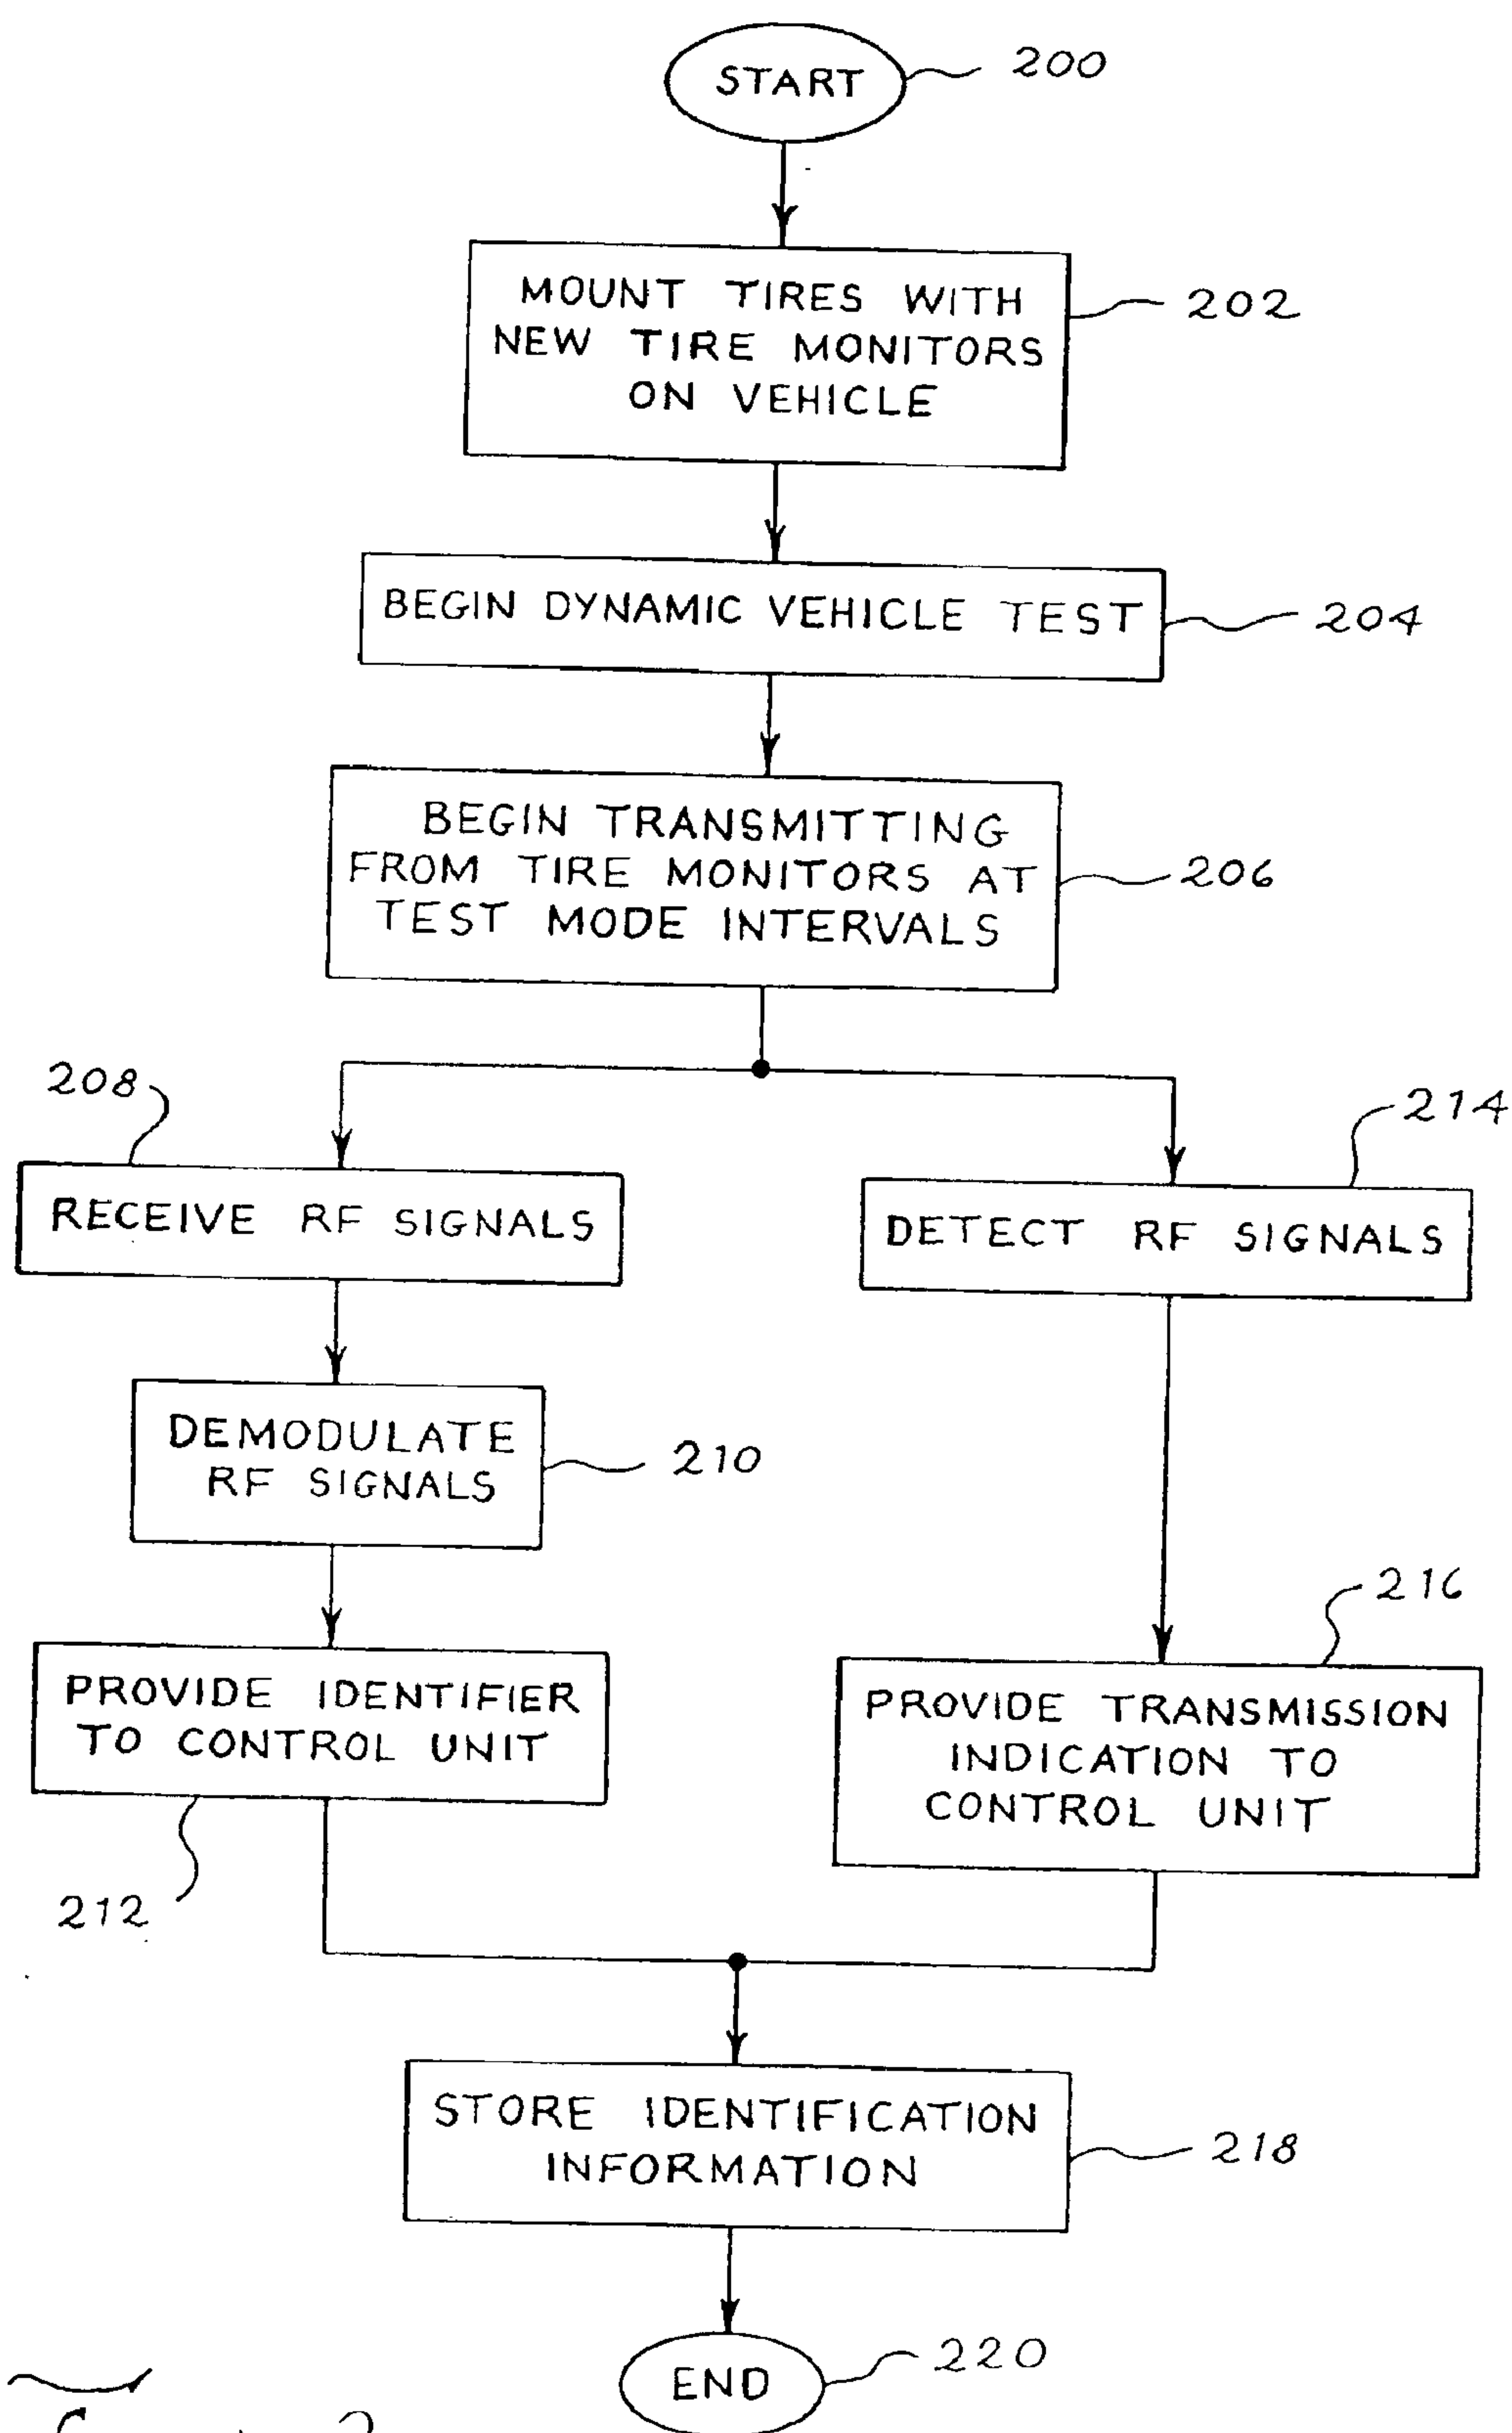 START
200
MOUNT TIRES WITH
NEW TIRE MONITORS
ON VEHICLE
202
BEGIN DYNAMIC VEHICLE TEST
204
BEGIN TRANSMITTING
FROM TIRE MONITORS AT
TEST MODE INTERVALS
206
208
RECEIVE RF SIGNALS
214
DETECT RF SIGNALS
DEMODULATE
RF SIGNALS
210
PROVIDE IDENTIFIER
TO CONTROL UNIT
212
216
PROVIDE TRANSMISSION
INDICATION TO
CONTROL UNIT
STORE IDENTIFICATION
INFORMATION
218
END
220